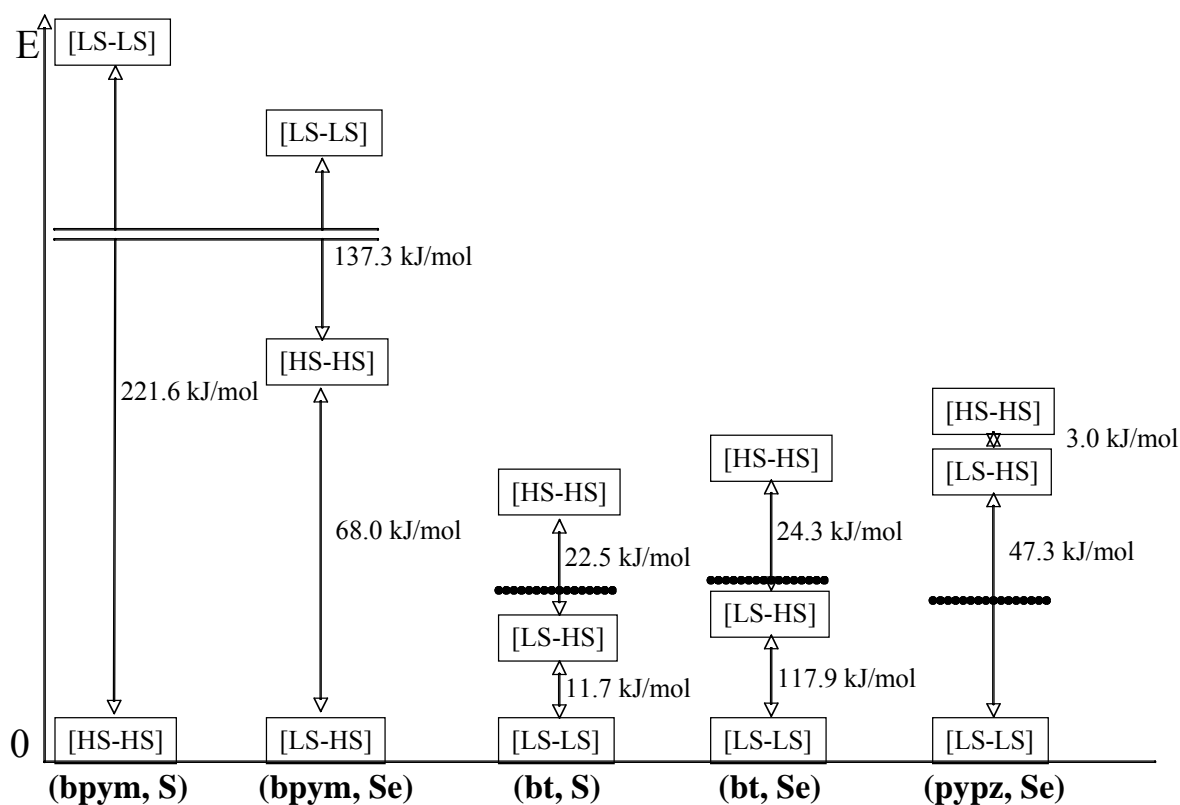 E
[LS-LS]
[LS-LS]
137.3 kJ/mol
[HS-HS]
221.6 kJ/mol
[HS-HS]
3.0 kJ/mol
[HS-HS]
[LS-HS]
[HS-HS]
68.0 kJ/mol
22.5 kJ/mol
24.3 kJ/mol
47.3 kJ/mol
[LS-HS]
[LS-HS]
11.7 kJ/mol
117.9 kJ/mol
0
[HS-HS]
[LS-HS]
[LS-LS]
[LS-LS]
[LS-LS]
(bpym, S)
(bpym, Se)
(bt, S)
(bt, Se)
(pypz, Se)